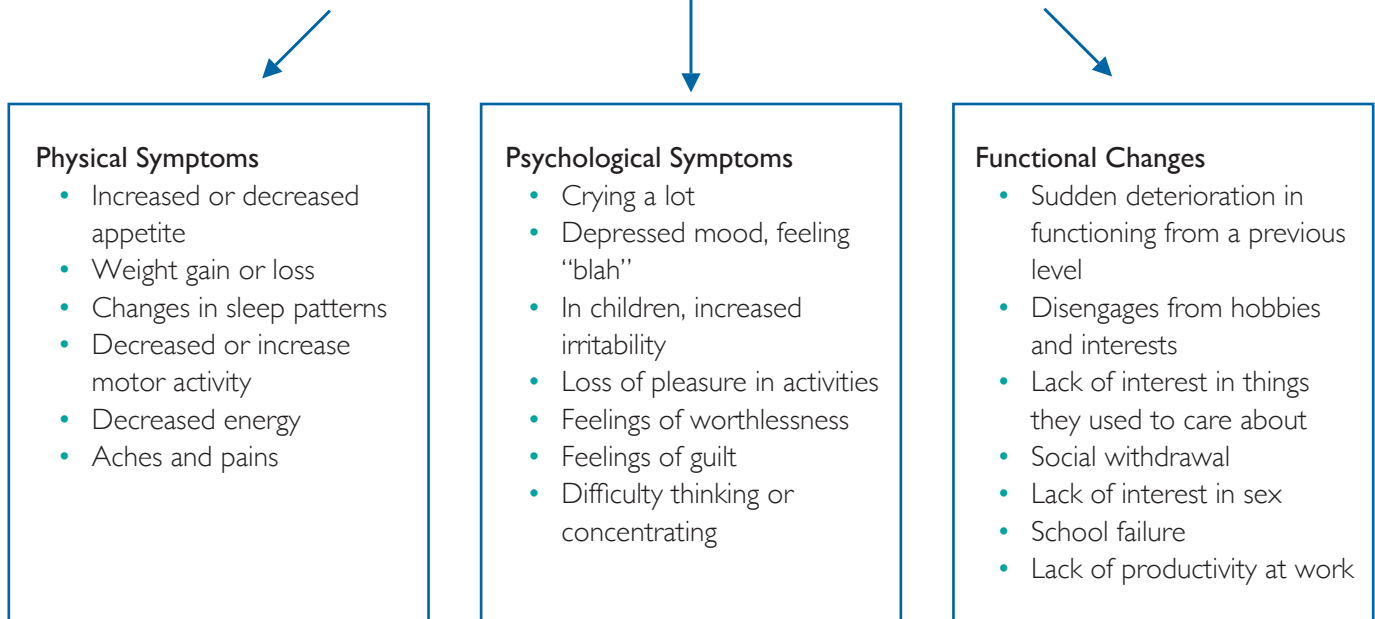 Physical Symptoms
• Increased or decreased
appetite
• Weight gain or loss
• Changes in sleep patterns
• Decreased or increase
motor activity
• Decreased energy
• Aches and pains
Psychological Symptoms
• Crying a lot
• Depressed mood, feeling
“blah”
• In children, increased
irritability
• Loss of pleasure in activities
• Feelings of worthlessness
• Feelings of guilt
• Difficulty thinking or
concentrating
Functional Changes
• Sudden deterioration in
functioning from a previous
level
• Disengages from hobbies
and interests
• Lack of interest in things
they used to care about
• Social withdrawal
• Lack of interest in sex
• School failure
• Lack of productivity at work